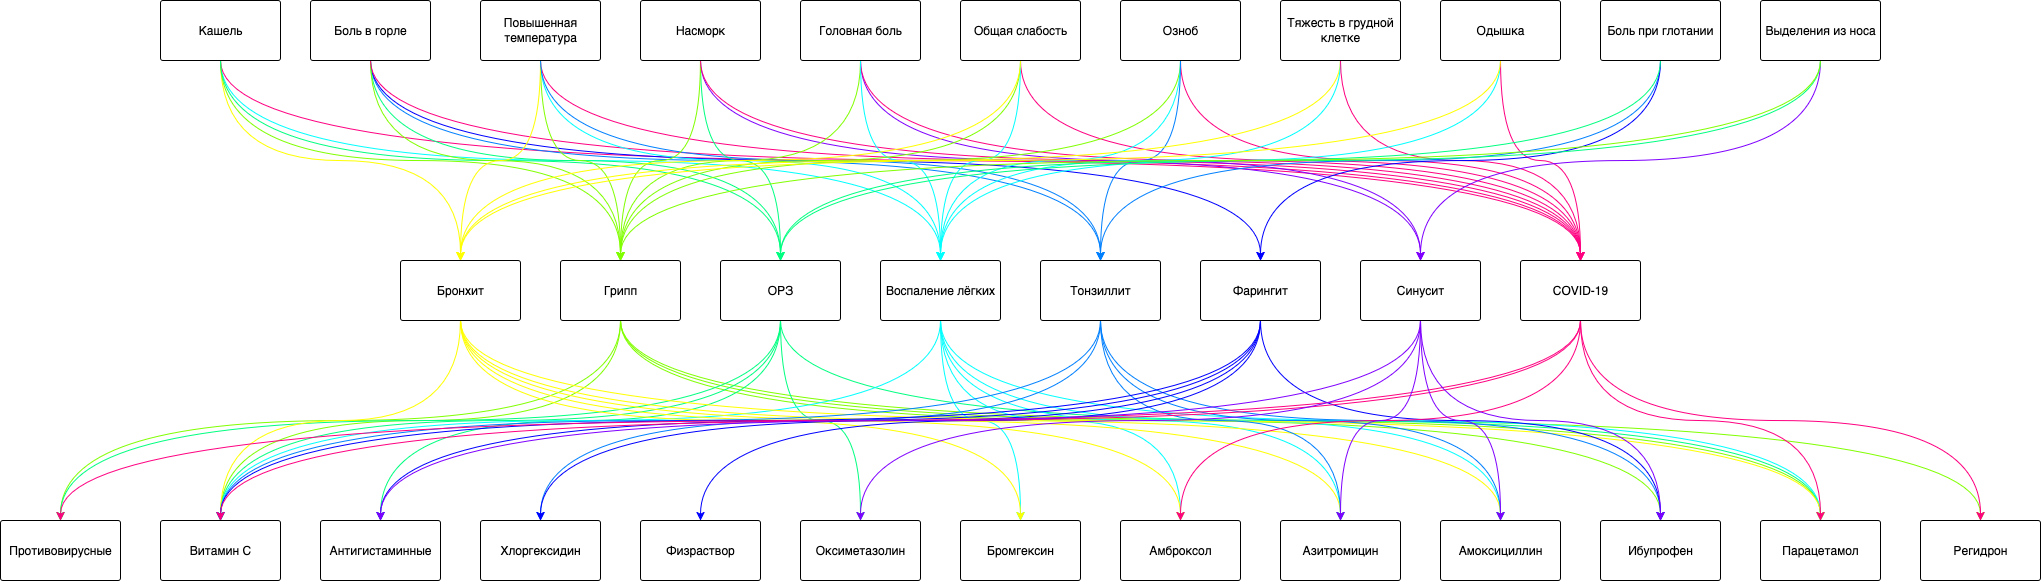 Кашель
Боль в горле
Повышенная
температура
Насморк
Головная боль
Общая слабость
Озноб
Тяжесть в грудной
клетке
Одышка
Боль при глотании
Выделения из носа
Бронхит
Грипп
ОРЗ
Воспаление лёгких
Тонзиллит
Фарингит
Синусит
COVID-19
Противовирусные
Витамин C
Антигистаминные
Хлоргексидин
Физраствор
Оксиметазолин
Бромгексин
Амброксол
Азитромицин
Амоксициллин
Ибупрофен
Парацетамол
Регидрон